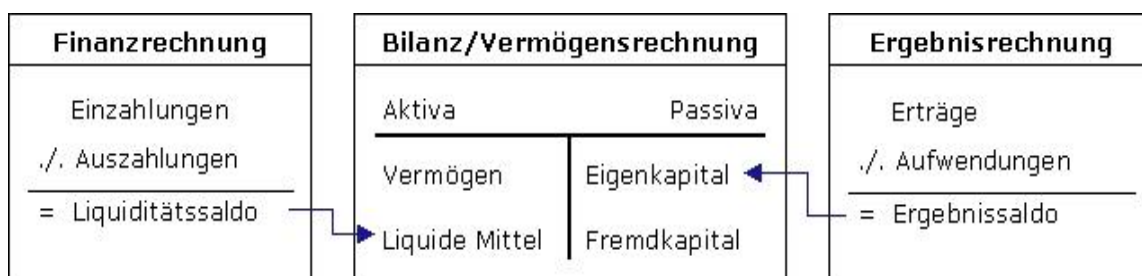 Finanzrechnung
Einzahlungen
./. Auszahlungen
= Liquiditätssaldo
Bilanz/Vermögensrechnung
Aktiva Passiva
Vermögen Eigenkapital
Liquide Mittel Fremdkapital
Ergebnisrechnung
Erträge
./. Aufwendungen
= Ergebnissaldo